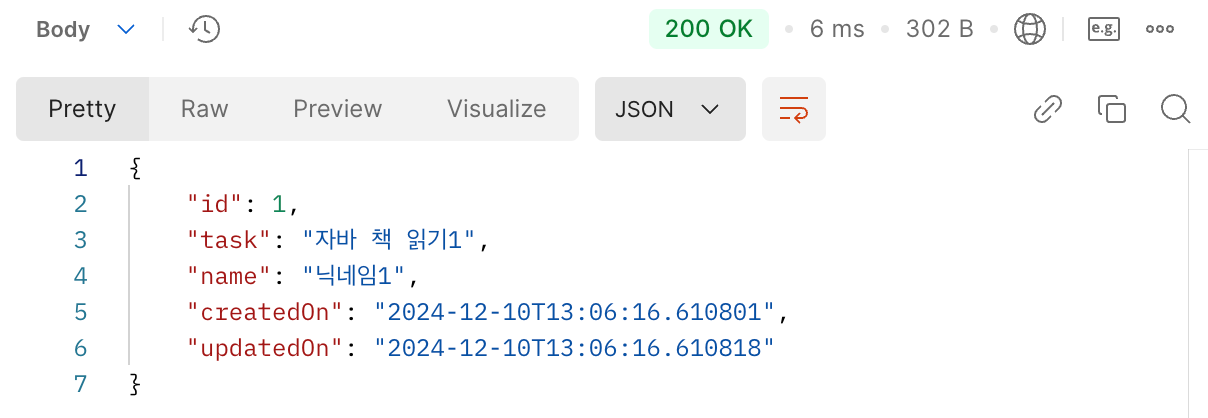 Body 200 OK 6 ms 302 B e.g.
Pretty Raw Preview Visualize JSON
1 {
2 "id": 1,
3 "task": "자바 책 읽기1",
4 "name": "닉네임1",
5 "createdOn": "2024-12-10T13:06:16.610801",
6 "updatedOn": "2024-12-10T13:06:16.610818"
7 }